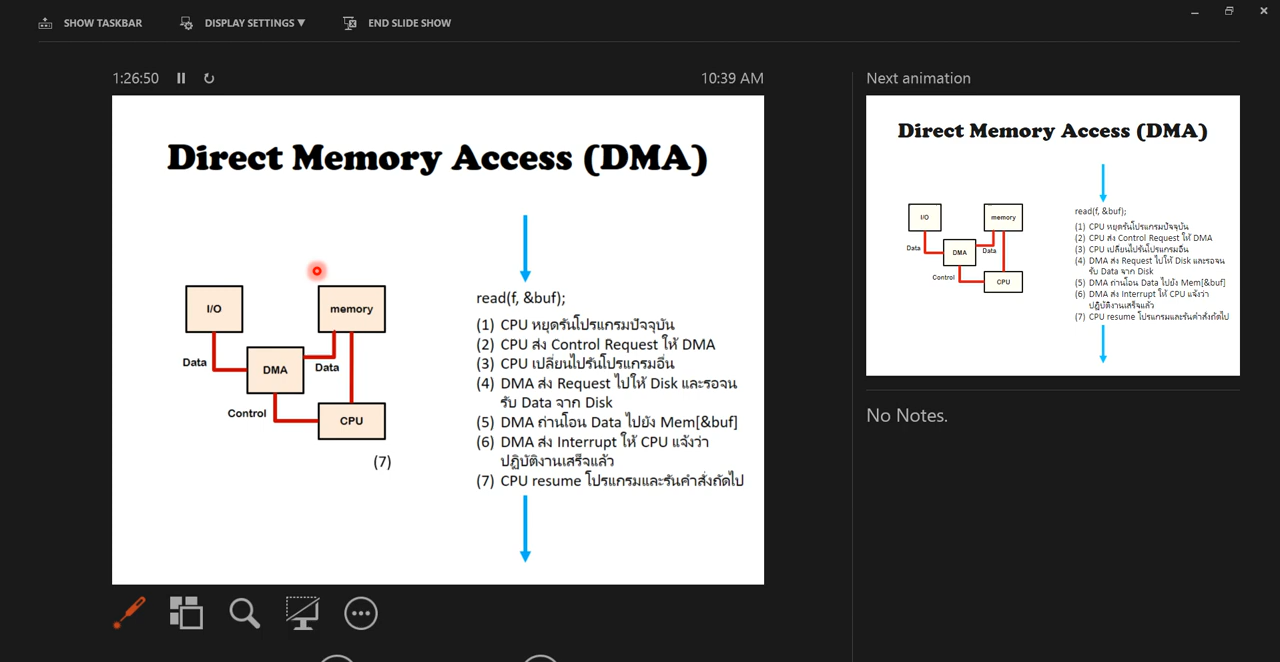 SHOW TASKBAR
DISPLAY SETTINGS ▼
END SLIDE SHOW
1:26:50
10:39 AM
Direct Memory Access (DMA)
I/O
memory
Data
DMA
Data
Control
CPU
(7)
read(f, &buf);
(1) CPU หยุดรันโปรแกรมปัจจุบัน
(2) CPU ส่ง Control Request ให้ DMA
(3) CPU เปลี่ยนไปรันโปรแกรมอื่น
(4) DMA ส่ง Request ไปให้ Disk และรอจน
รับ Data จาก Disk
(5) DMA ถ่านโอน Data ไปยัง Mem[&buf]
(6) DMA ส่ง Interrupt ให้ CPU แจ้งว่า
ปฏิบัติงานเสร็จแล้ว
(7) CPU resume โปรแกรมและรันคำสั่งถัดไป
Next animation
Direct Memory Access (DMA)
I/O
memory
Data
DMA
Data
Control
CPU
read(f, &buf);
(1) CPU หยุดรันโปรแกรมปัจจุบัน
(2) CPU ส่ง Control Request ให้ DMA
(3) CPU เปลี่ยนไปรันโปรแกรมอื่น
(4) DMA ส่ง Request ไปให้ Disk และรอจน
รับ Data จาก Disk
(5) DMA ถ่านโอน Data ไปยัง Mem[&buf]
(6) DMA ส่ง Interrupt ให้ CPU แจ้งว่า
ปฏิบัติงานเสร็จแล้ว
(7) CPU resume โปรแกรมและรันคำสั่งถัดไป
No Notes.